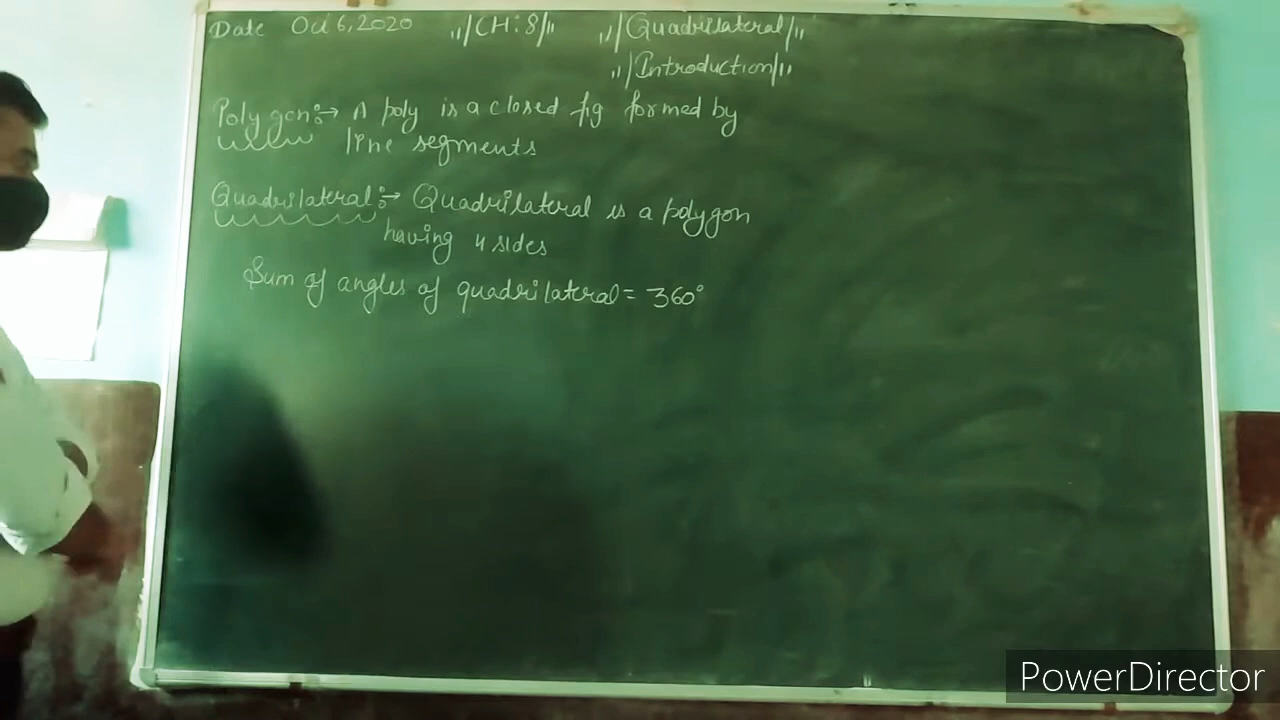 Date Oct 6, 2020 "/CH:8/" "/Quadrilateral/"
"/Introduction/"
Polygon:→ A poly is a closed fig formed by
line segments
Quadrilateral:→ Quadrilateral is a polygon
having 4 sides
Sum of angles of quadrilateral = 360°
PowerDirector